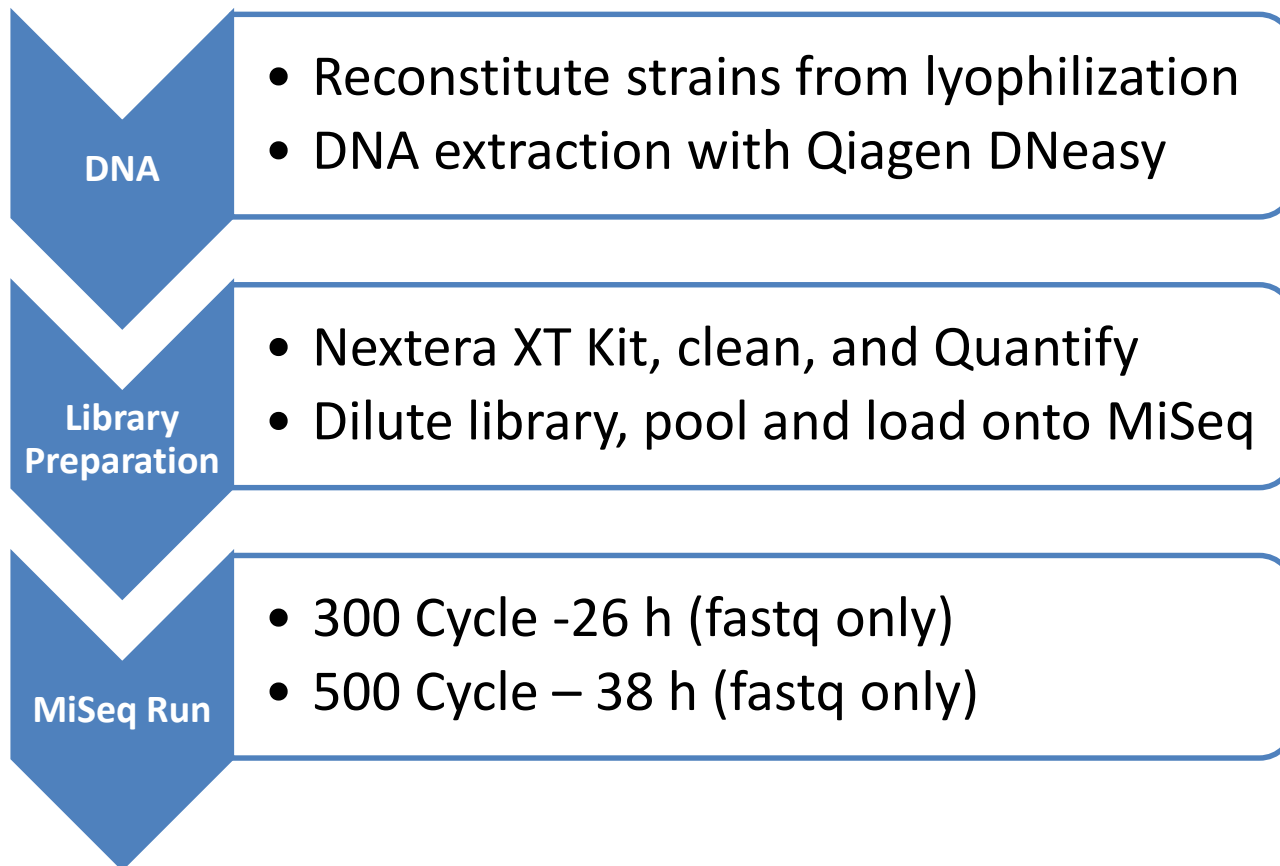 DNA
• Reconstitute strains from lyophilization
• DNA extraction with Qiagen DNeasy
Library
Preparation
• Nextera XT Kit, clean, and Quantify
• Dilute library, pool and load onto MiSeq
MiSeq Run
• 300 Cycle -26 h (fastq only)
• 500 Cycle – 38 h (fastq only)